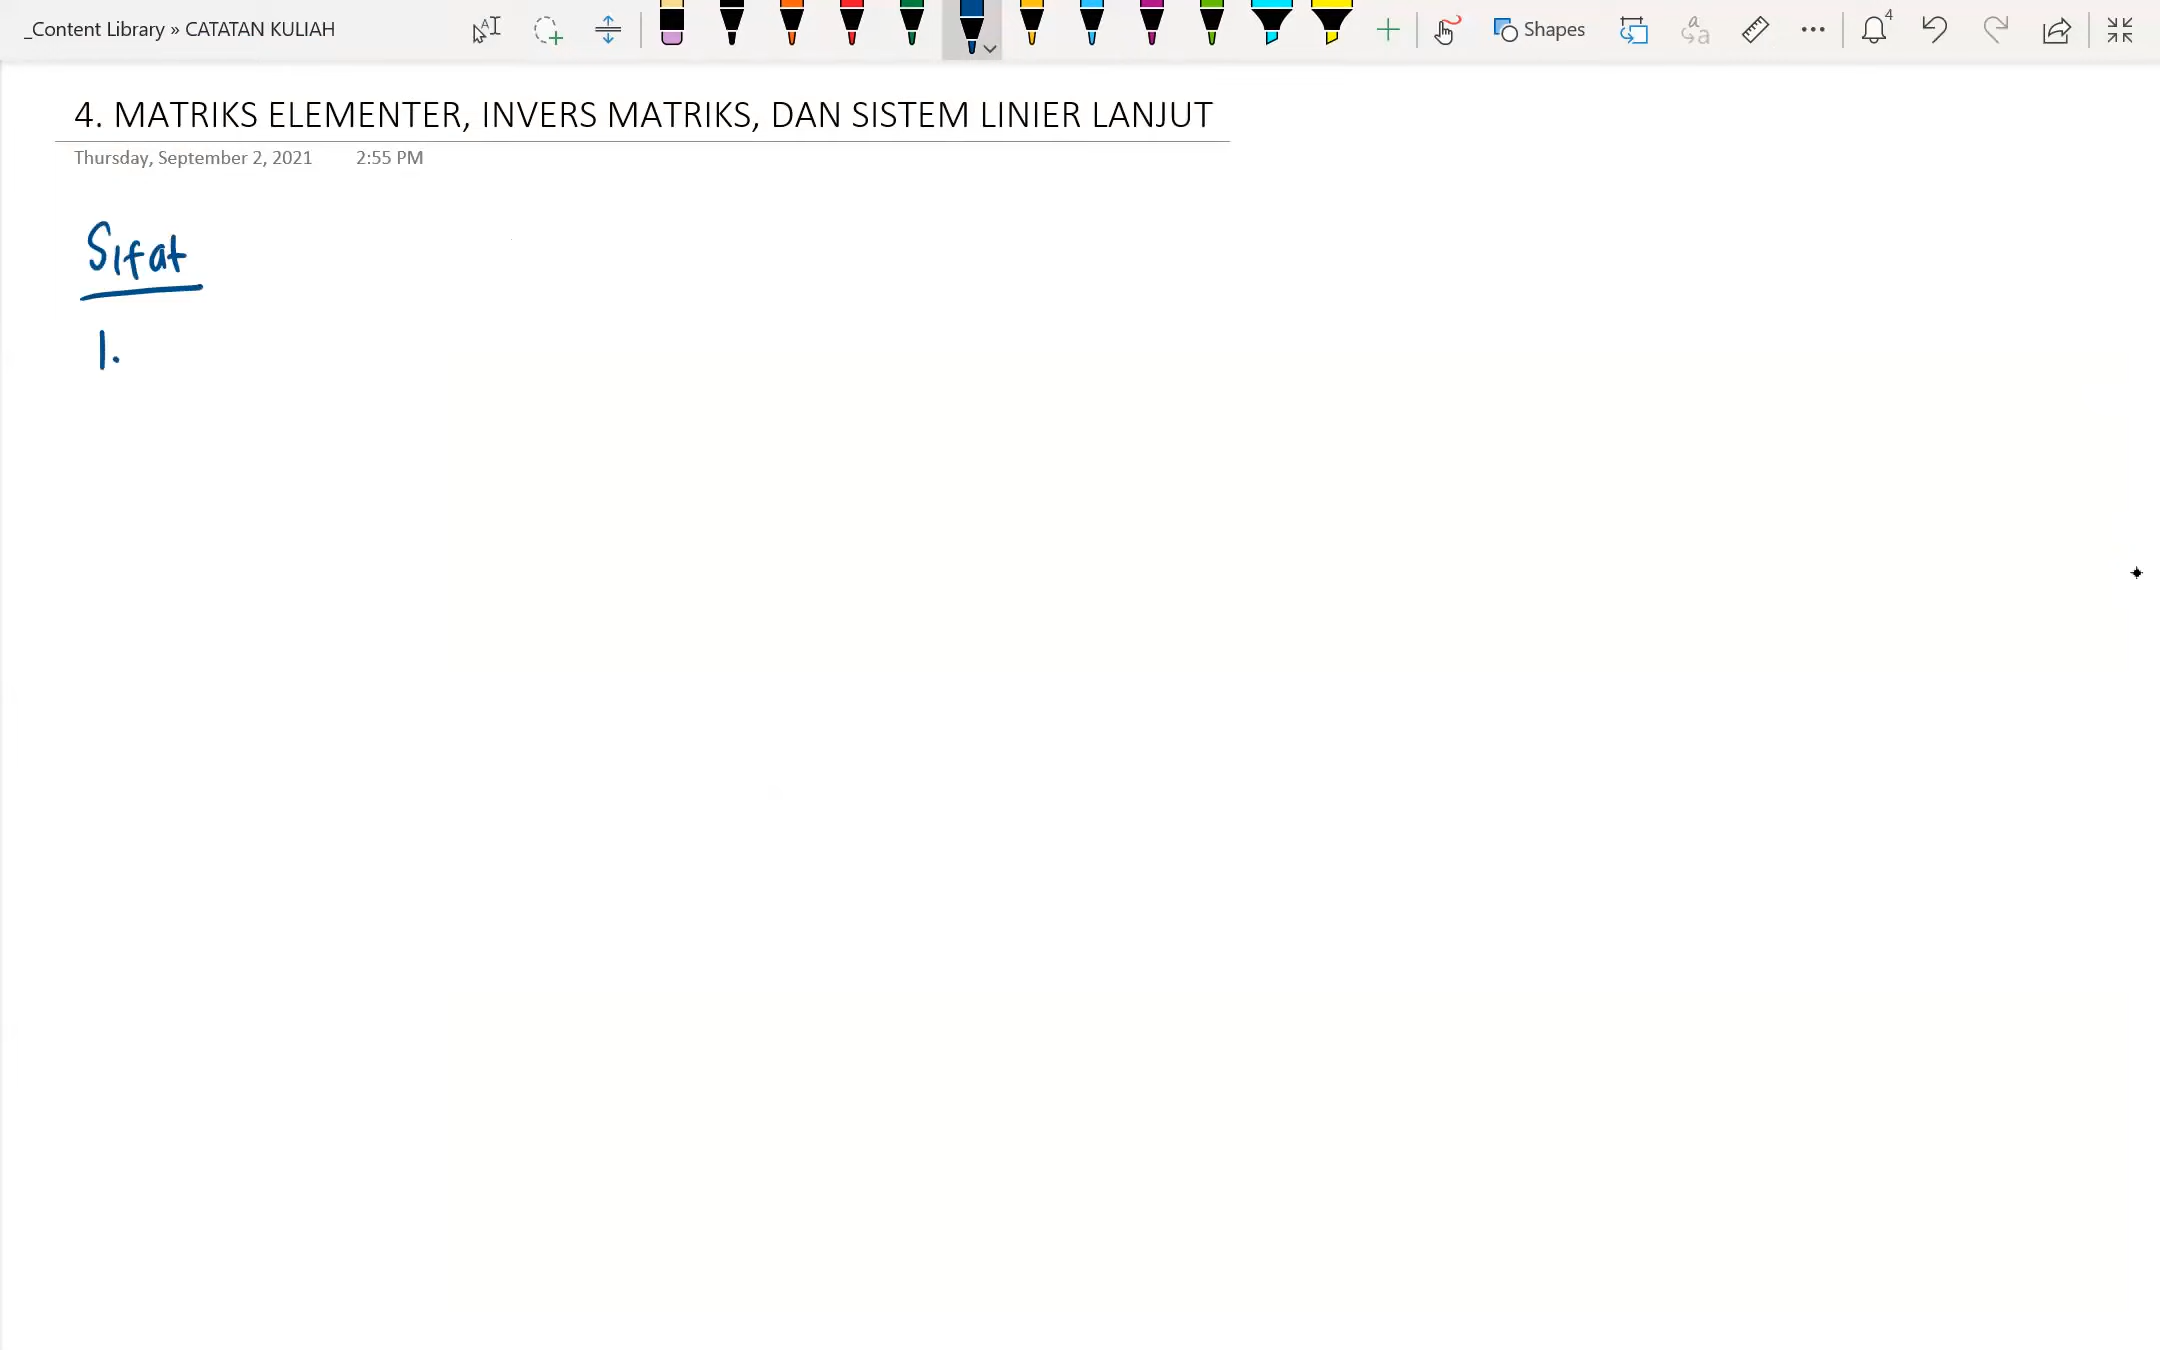 _Content Library » CATATAN KULIAH
Shapes
4
4. MATRIKS ELEMENTER, INVERS MATRIKS, DAN SISTEM LINIER LANJUT
Thursday, September 2, 2021 2:55 PM
Sifat
1.